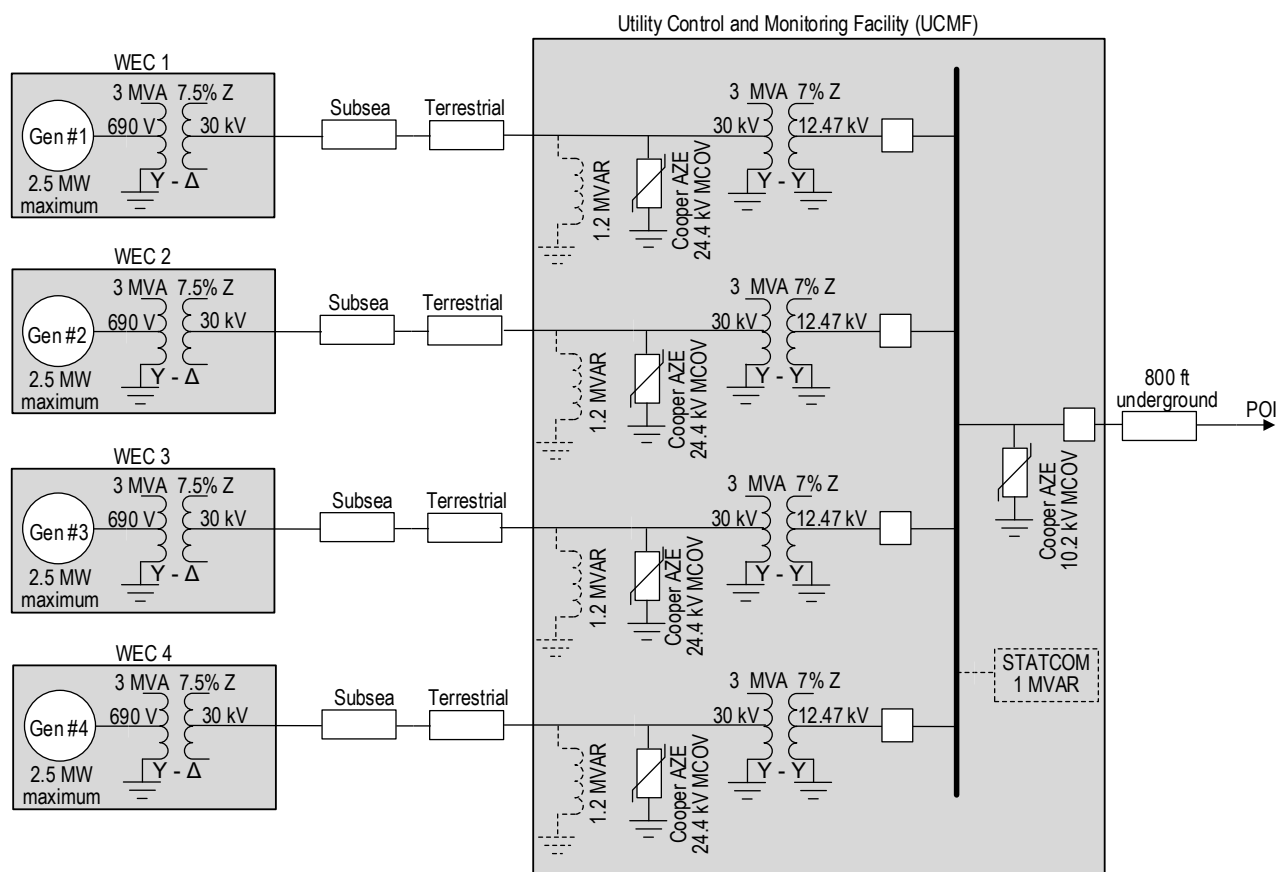 Utility Control and Monitoring Facility (UCMF)
WEC 1
3 MVA 7.5% Z
690 V
30 kV
Gen #1
Y - Δ
2.5 MW
maximum
Subsea
Terrestrial
1.2 MVAR
Cooper AZE
24.4 kV MCOV
3 MVA 7% Z
30 kV
12.47 kV
Y - Y
WEC 2
3 MVA 7.5% Z
690 V
30 kV
Gen #2
Y - Δ
2.5 MW
maximum
Subsea
Terrestrial
1.2 MVAR
Cooper AZE
24.4 kV MCOV
3 MVA 7% Z
30 kV
12.47 kV
Y - Y
800 ft
underground
POI
Cooper AZE
10.2 kV MCOV
WEC 3
3 MVA 7.5% Z
690 V
30 kV
Gen #3
Y - Δ
2.5 MW
maximum
Subsea
Terrestrial
1.2 MVAR
Cooper AZE
24.4 kV MCOV
3 MVA 7% Z
30 kV
12.47 kV
Y - Y
STATCOM
1 MVAR
WEC 4
3 MVA 7.5% Z
690 V
30 kV
Gen #4
Y - Δ
2.5 MW
maximum
Subsea
Terrestrial
1.2 MVAR
Cooper AZE
24.4 kV MCOV
3 MVA 7% Z
30 kV
12.47 kV
Y - Y